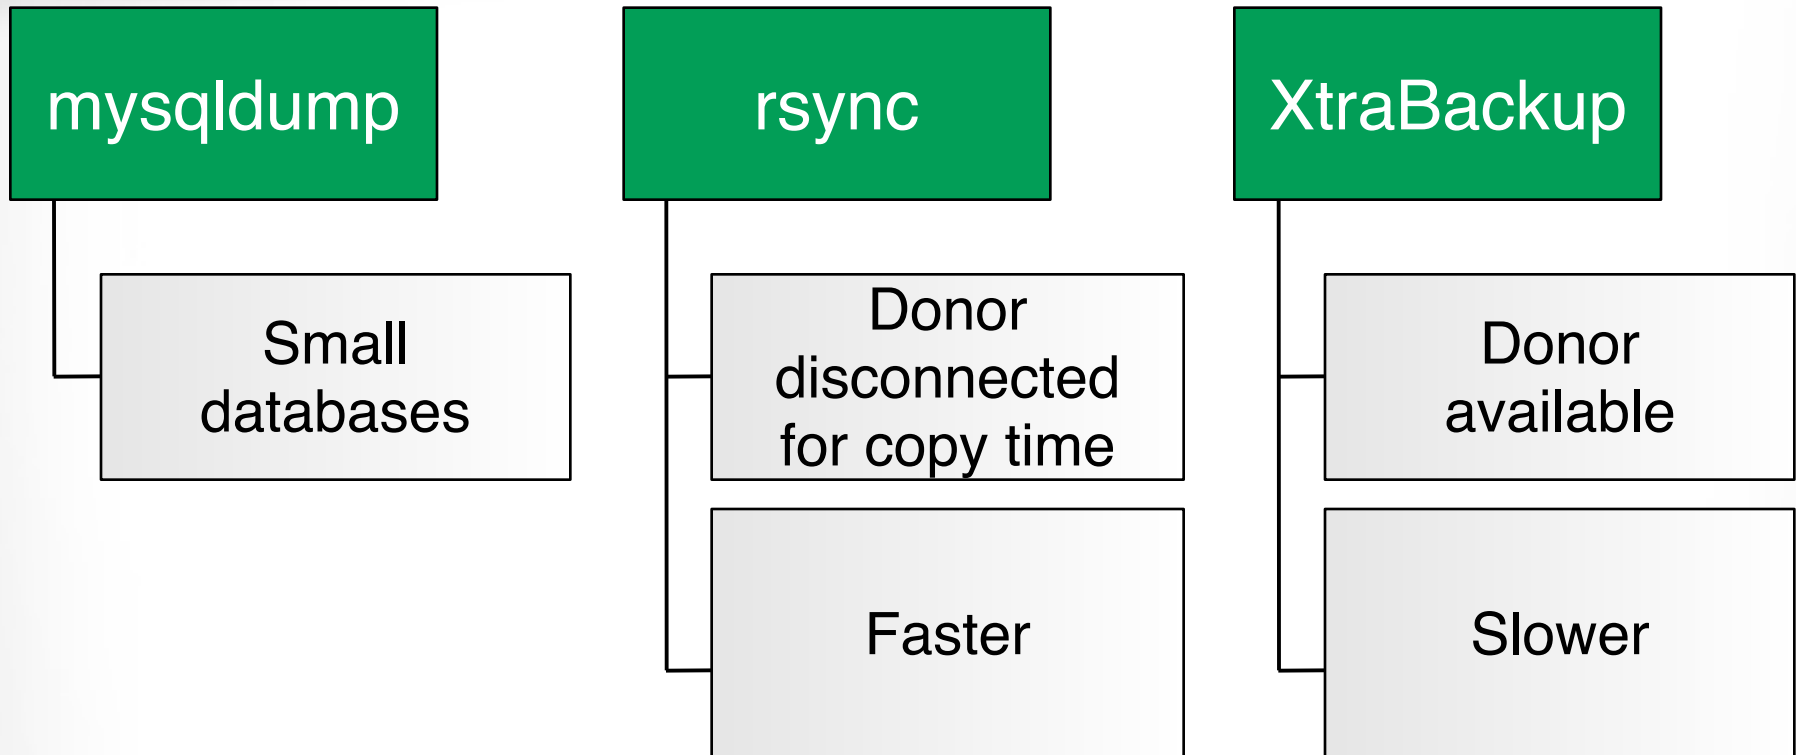 mysqldump
Small
databases
rsync
Donor
disconnected
for copy time
Faster
XtraBackup
Donor
available
Slower